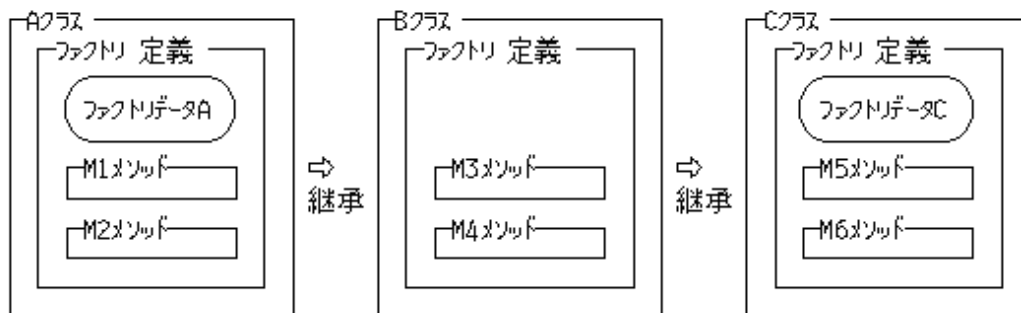 Aクラス
ファクトリ 定義
ファクトリデータA
M1メソッド
M2メソッド
⇨
継承
Bクラス
ファクトリ 定義
M3メソッド
M4メソッド
⇨
継承
Cクラス
ファクトリ 定義
ファクトリデータC
M5メソッド
M6メソッド